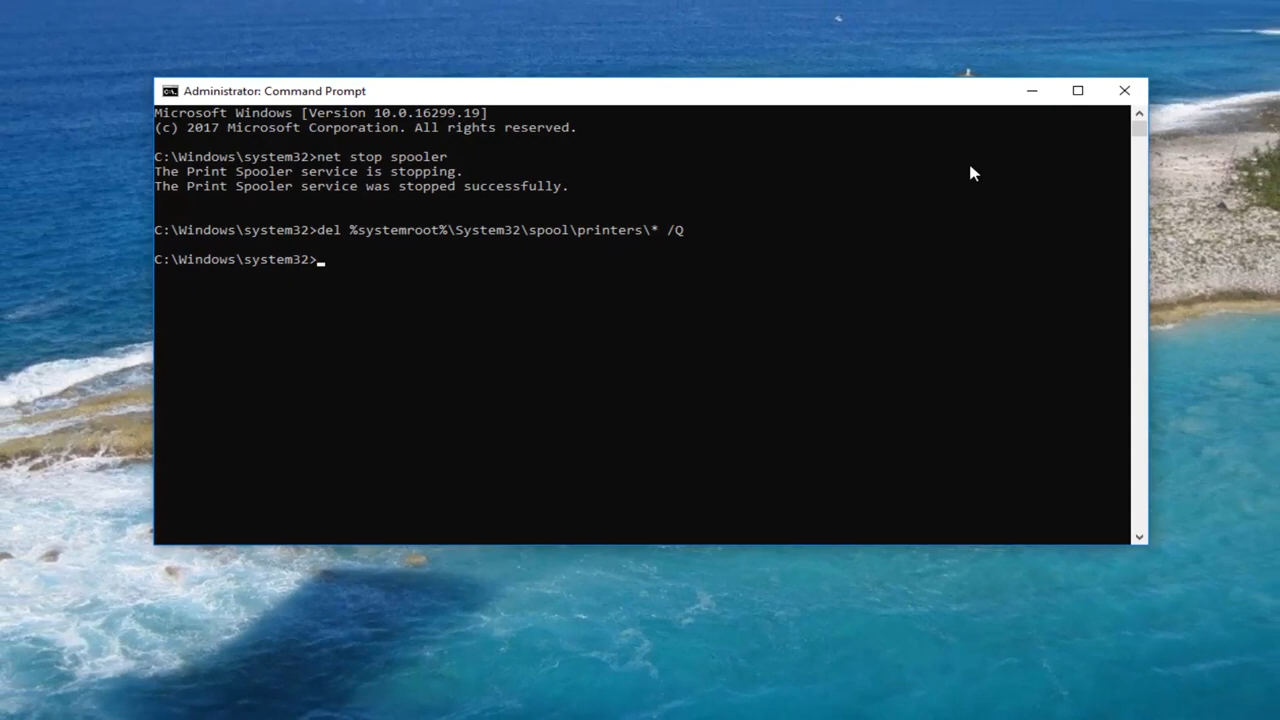 Administrator: Command Prompt
Microsoft Windows [Version 10.0.16299.19]
(c) 2017 Microsoft Corporation. All rights reserved.
C:\Windows\system32>net stop spooler
The Print Spooler service is stopping.
The Print Spooler service was stopped successfully.
C:\Windows\system32>del %systemroot%\System32\spool\printers\* /Q
C:\Windows\system32>